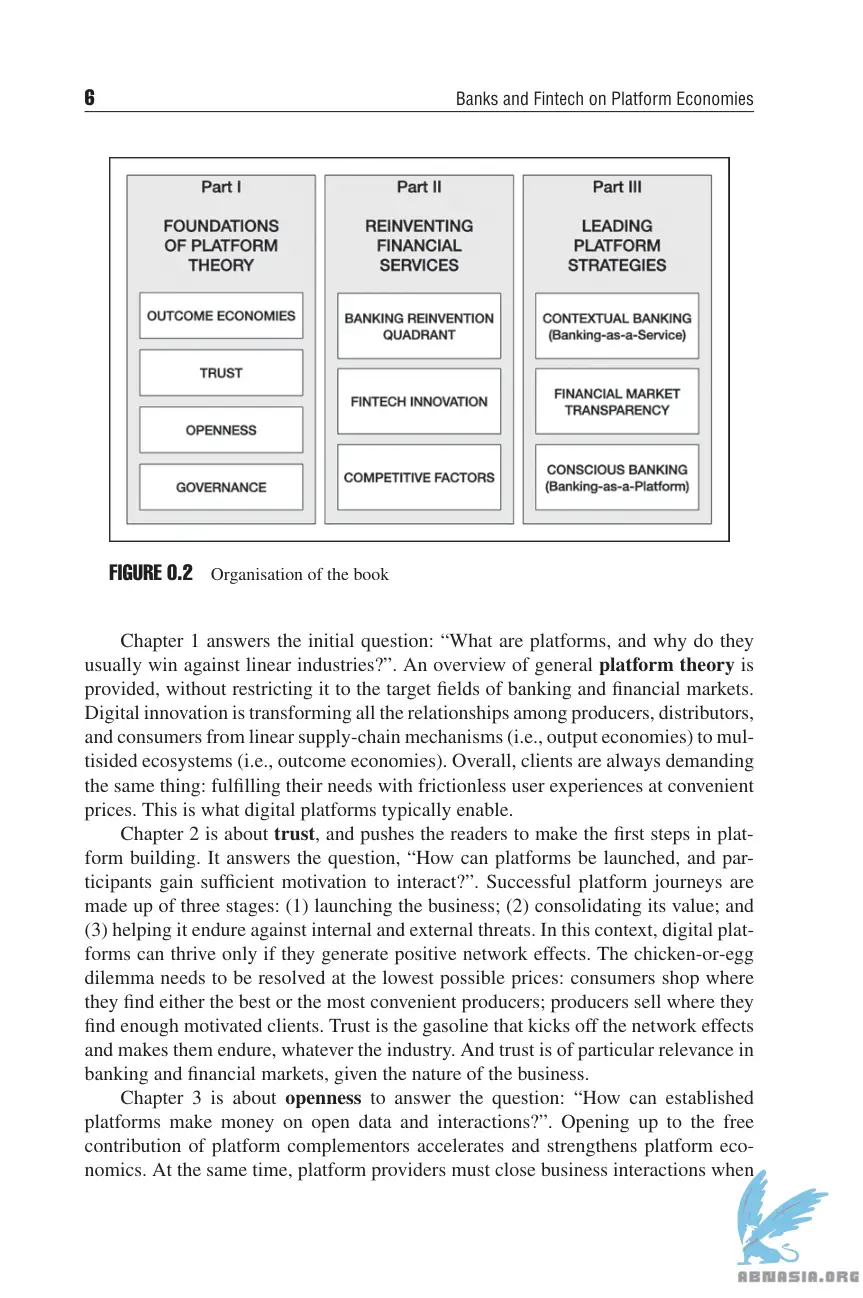 6
Banks and Fintech on Platform Economies
Part I
FOUNDATIONS
OF PLATFORM
THEORY
OUTCOME ECONOMIES
TRUST
OPENNESS
GOVERNANCE
Part II
REINVENTING
FINANCIAL
SERVICES
BANKING REINVENTION
QUADRANT
FINTECH INNOVATION
COMPETITIVE FACTORS
Part III
LEADING
PLATFORM
STRATEGIES
CONTEXTUAL BANKING
(Banking-as-a-Service)
FINANCIAL MARKET
TRANSPARENCY
CONSCIOUS BANKING
(Banking-as-a-Platform)
FIGURE 0.2 Organisation of the book
Chapter 1 answers the initial question: “What are platforms, and why do they
usually win against linear industries?”. An overview of general platform theory is
provided, without restricting it to the target fields of banking and financial markets.
Digital innovation is transforming all the relationships among producers, distributors,
and consumers from linear supply-chain mechanisms (i.e., output economies) to mul-
tisided ecosystems (i.e., outcome economies). Overall, clients are always demanding
the same thing: fulfilling their needs with frictionless user experiences at convenient
prices. This is what digital platforms typically enable.
Chapter 2 is about trust, and pushes the readers to make the first steps in plat-
form building. It answers the question, “How can platforms be launched, and par-
ticipants gain sufficient motivation to interact?”. Successful platform journeys are
made up of three stages: (1) launching the business; (2) consolidating its value; and
(3) helping it endure against internal and external threats. In this context, digital plat-
forms can thrive only if they generate positive network effects. The chicken-or-egg
dilemma needs to be resolved at the lowest possible prices: consumers shop where
they find either the best or the most convenient producers; producers sell where they
find enough motivated clients. Trust is the gasoline that kicks off the network effects
and makes them endure, whatever the industry. And trust is of particular relevance in
banking and financial markets, given the nature of the business.
Chapter 3 is about openness to answer the question: “How can established
platforms make money on open data and interactions?”. Opening up to the free
contribution of platform complementors accelerates and strengthens platform eco-
nomics. At the same time, platform providers must close business interactions when
ABNASIA.ORG